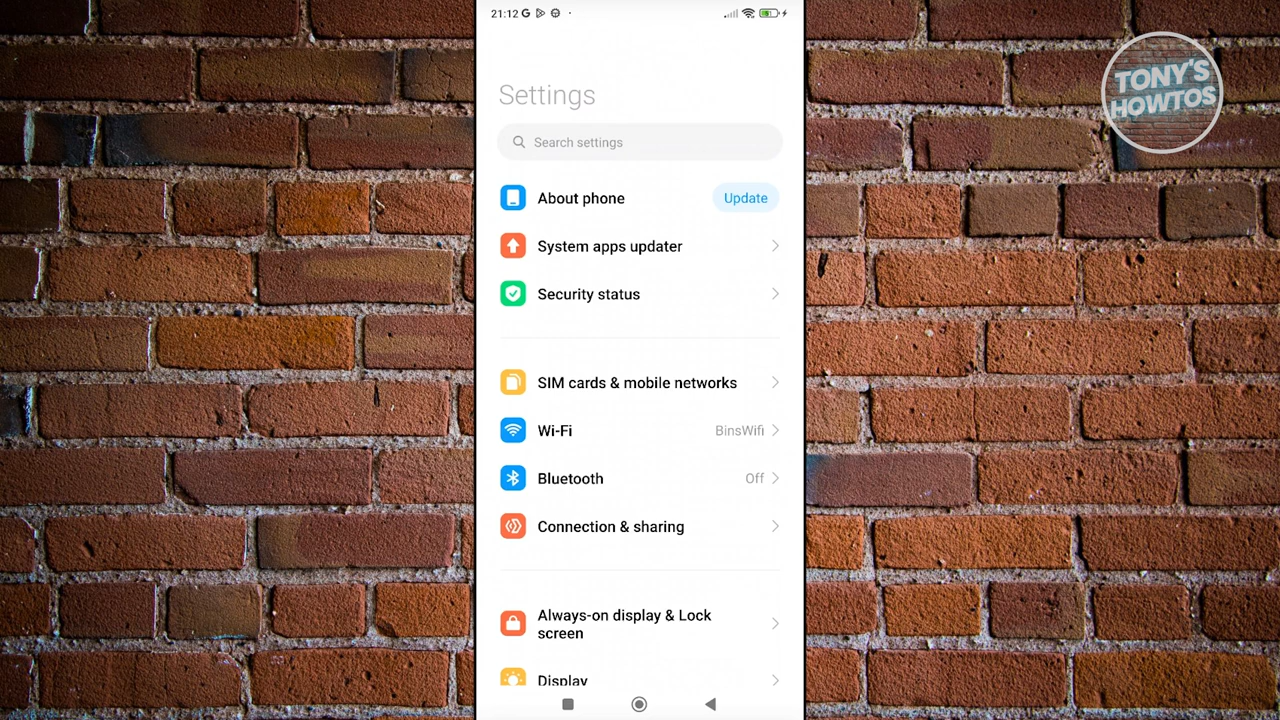 21:12
TONY'S
HOWTOS
Settings
Search settings
About phone
Update
System apps updater
Security status
SIM cards & mobile networks
Wi-Fi
BinsWifi
Bluetooth
Off
Connection & sharing
Always-on display & Lock
screen
Display